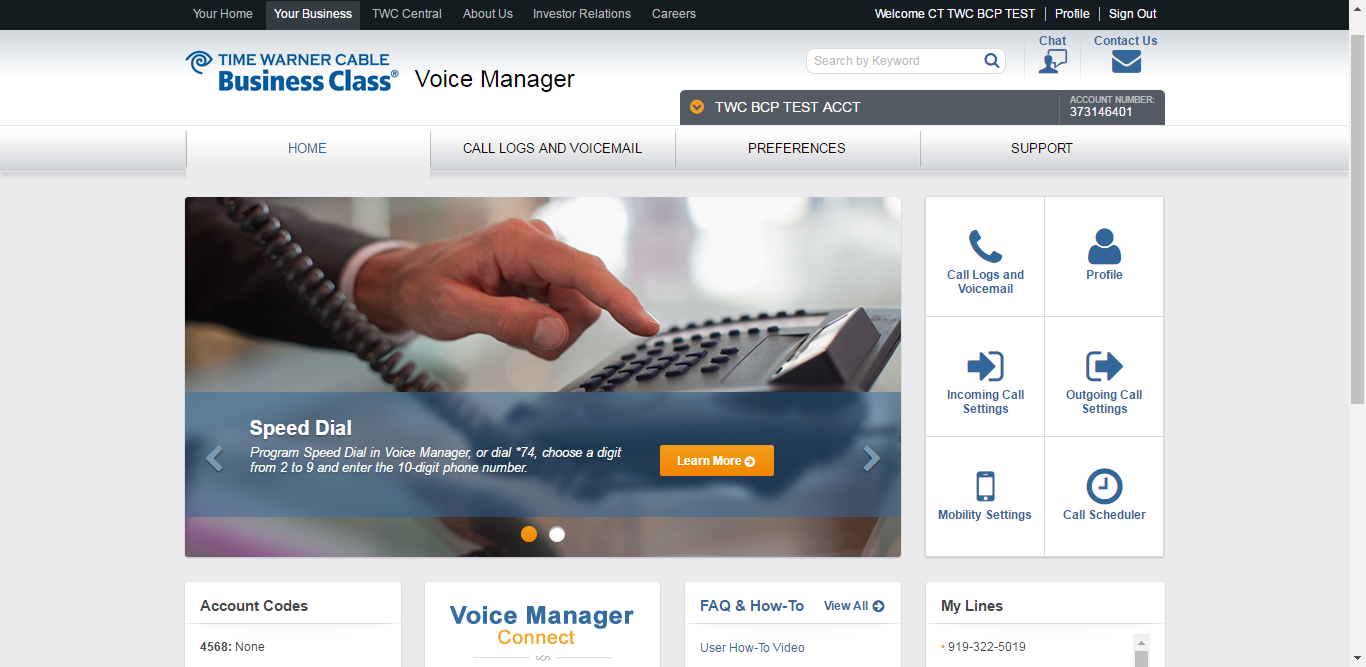 Your Home Your Business TWC Central About Us Investor Relations Careers Welcome CT TWC BCP TEST Profile Sign Out
TIME WARNER CABLE
Business Class® Voice Manager
Search by Keyword
Chat
Contact Us
TWC BCP TEST ACCT
ACCOUNT NUMBER:
373146401
HOME CALL LOGS AND VOICEMAIL PREFERENCES SUPPORT
Speed Dial
Program Speed Dial in Voice Manager, or dial *74, choose a digit
from 2 to 9 and enter the 10-digit phone number.
Learn More
Call Logs and
Voicemail
Profile
Incoming Call
Settings
Outgoing Call
Settings
Mobility Settings
Call Scheduler
Account Codes
4568: None
Voice Manager
Connect
FAQ & How-To View All
User How-To Video
My Lines
919-322-5019